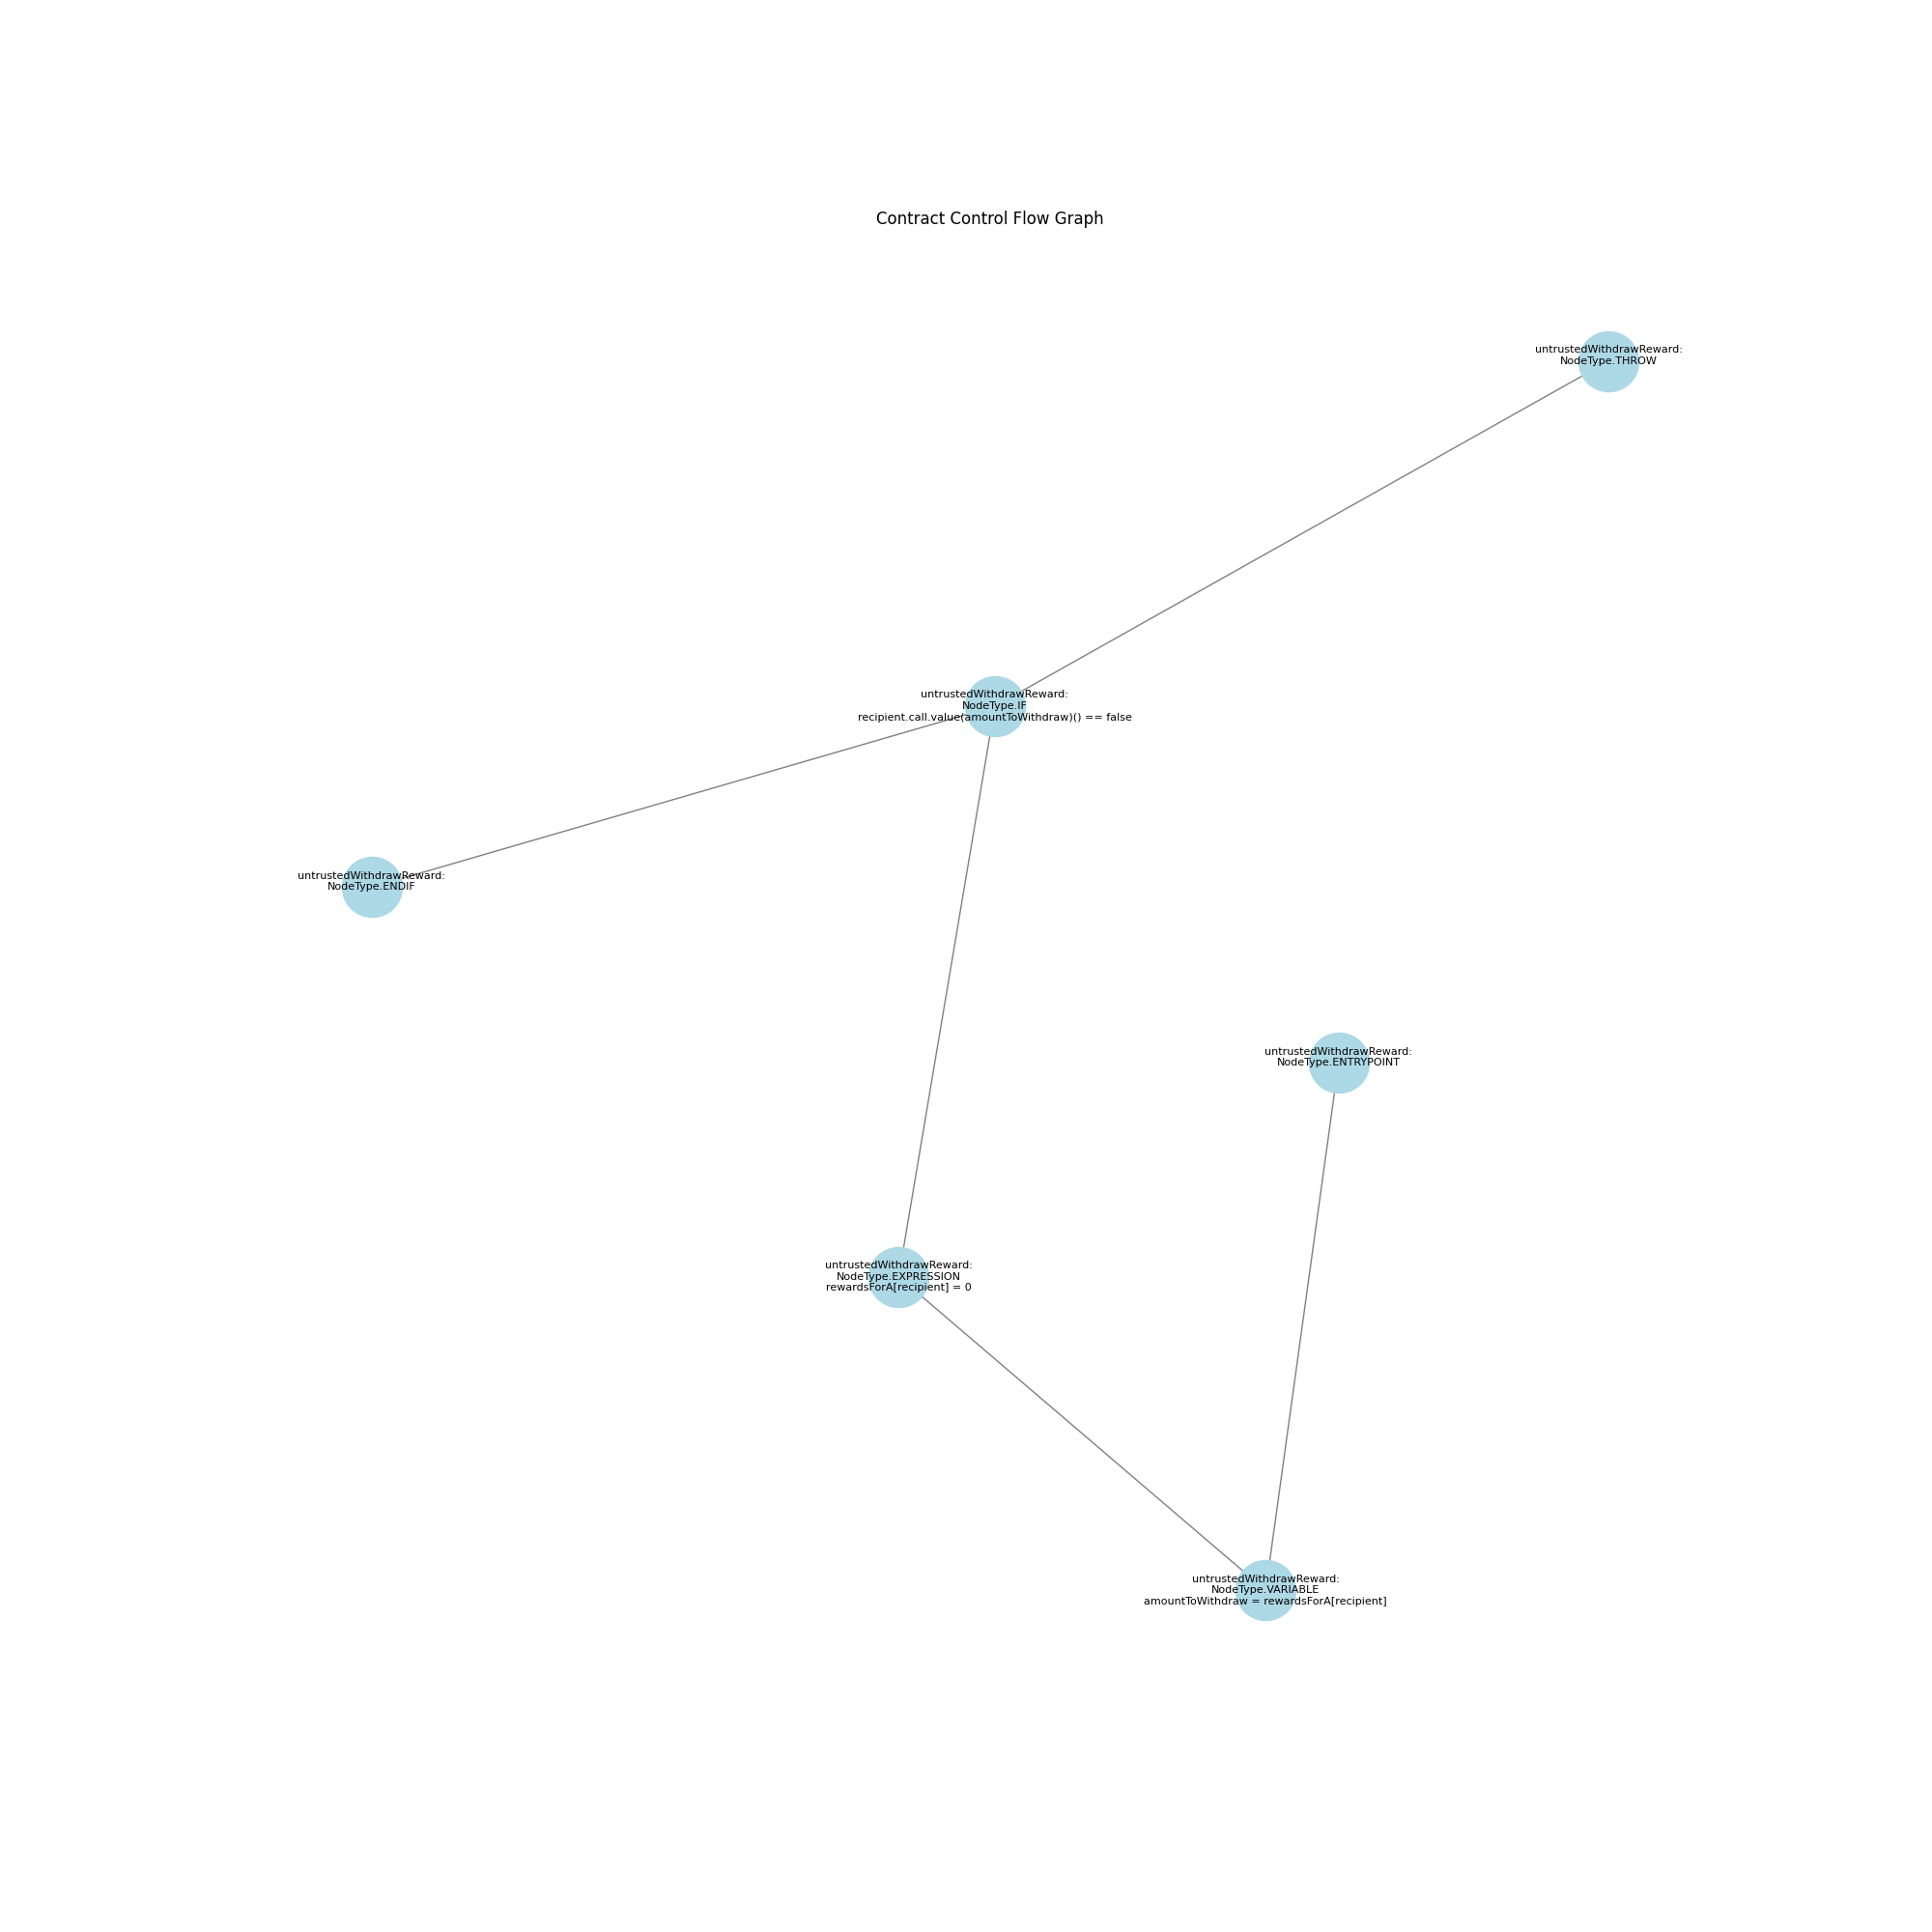 Contract Control Flow Graph
untrustedWithdrawReward:
NodeType.THROW
untrustedWithdrawReward:
NodeType.IF
recipient.call.value(amountToWithdraw)() == false
untrustedWithdrawReward:
NodeType.ENDIF
untrustedWithdrawReward:
NodeType.ENTRYPOINT
untrustedWithdrawReward:
NodeType.EXPRESSION
rewardsForA[recipient] = 0
untrustedWithdrawReward:
NodeType.VARIABLE
amountToWithdraw = rewardsForA[recipient]